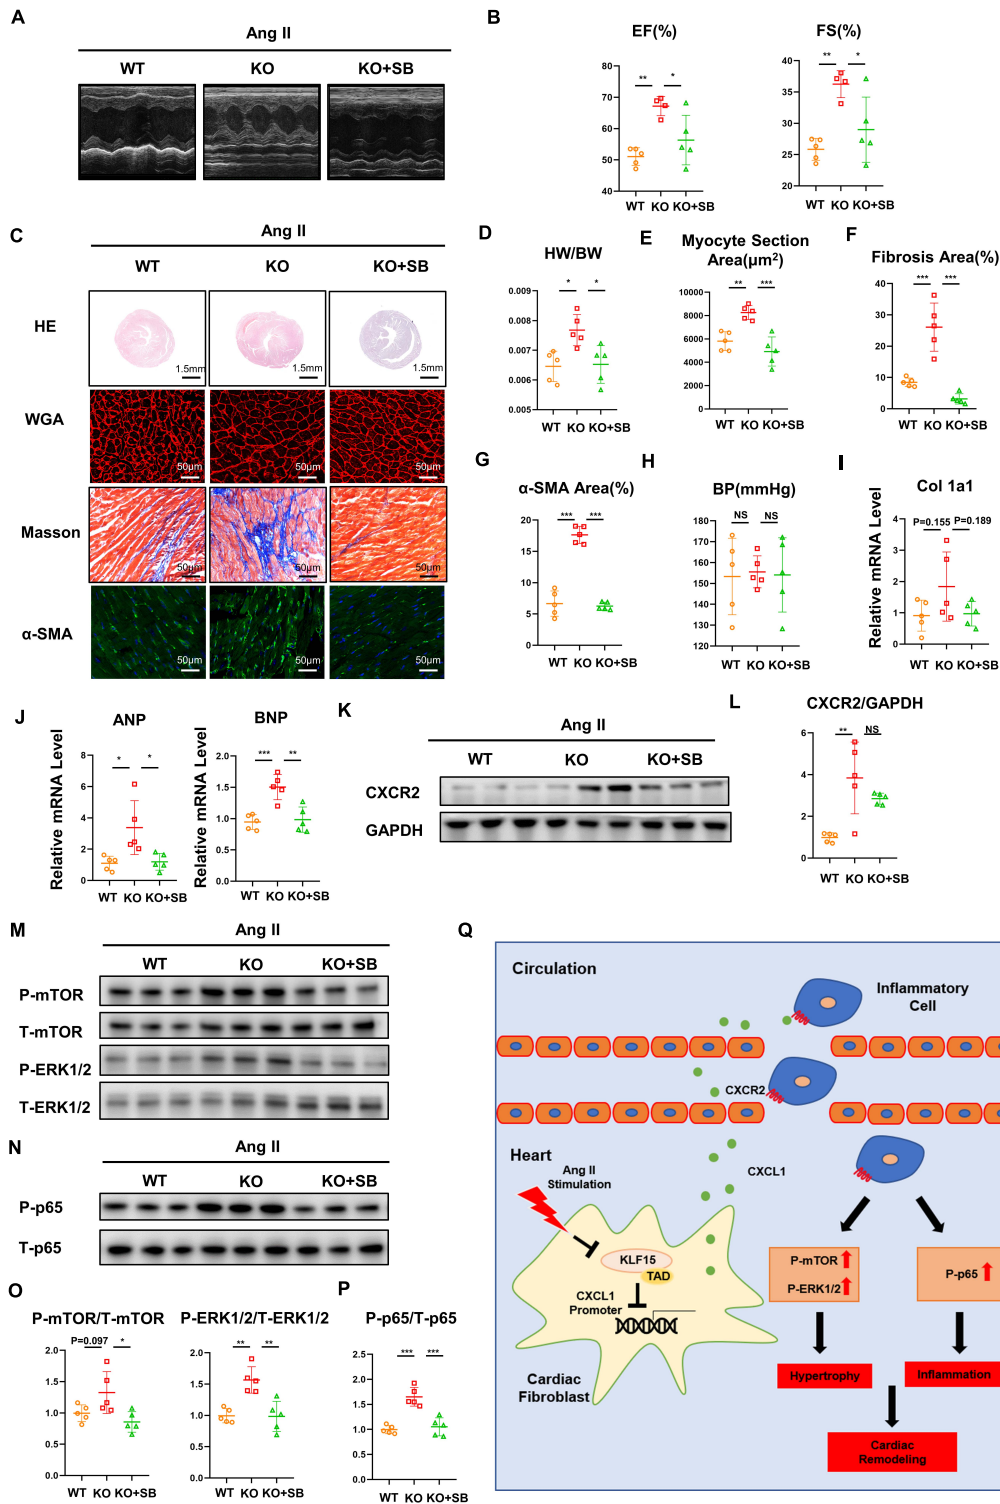 A
Ang II
WT
KO
KO+SB
B
EF(%)
80
70
60
50
40
**
*
WT
KO
KO+SB
FS(%)
40
35
30
25
20
**
*
WT
KO
KO+SB
C
Ang II
WT
KO
KO+SB
HE
1.5mm
1.5mm
1.5mm
WGA
50μm
50μm
50μm
Masson
50μm
50μm
50μm
α-SMA
50μm
50μm
50μm
D
HW/BW
0.009
0.008
0.007
0.006
0.005
*
*
WT
KO
KO+SB
E
Myocyte Section
Area(μm²)
10000
8000
6000
4000
2000
0
**
***
WT
KO
KO+SB
F
Fibrosis Area(%)
40
30
20
10
0
***
***
WT
KO
KO+SB
G
α-SMA Area(%)
20
15
10
5
0
***
***
WT
KO
KO+SB
H
BP(mmHg)
180
170
160
150
140
130
120
NS
NS
WT
KO
KO+SB
I
Col 1a1
Relative mRNA Level
4
3
2
1
0
P=0.155
P=0.189
WT
KO
KO+SB
J
ANP
Relative mRNA Level
8
6
4
2
0
*
*
WT
KO
KO+SB
BNP
Relative mRNA Level
2.0
1.5
1.0
0.5
0.0
***
**
WT
KO
KO+SB
K
Ang II
WT
KO
KO+SB
CXCR2
GAPDH
L
CXCR2/GAPDH
6
4
2
0
**
NS
WT
KO
KO+SB
M
Ang II
WT
KO
KO+SB
P-mTOR
T-mTOR
P-ERK1/2
T-ERK1/2
N
Ang II
WT
KO
KO+SB
P-p65
T-p65
O
P-mTOR/T-mTOR
2.0
1.5
1.0
0.5
0.0
P=0.097
*
WT
KO
KO+SB
P-ERK1/2/T-ERK1/2
2.5
2.0
1.5
1.0
0.5
0.0
**
**
WT
KO
KO+SB
P
P-p65/T-p65
2.5
2.0
1.5
1.0
0.5
0.0
***
***
WT
KO
KO+SB
Q
Circulation
Inflammatory
Cell
CXCR2
Heart
CXCL1
Ang II
Stimulation
KLF15
TAD
CXCL1
Promoter
Cardiac
Fibroblast
P-mTOR
P-ERK1/2
P-p65
Hypertrophy
Inflammation
Cardiac
Remodeling